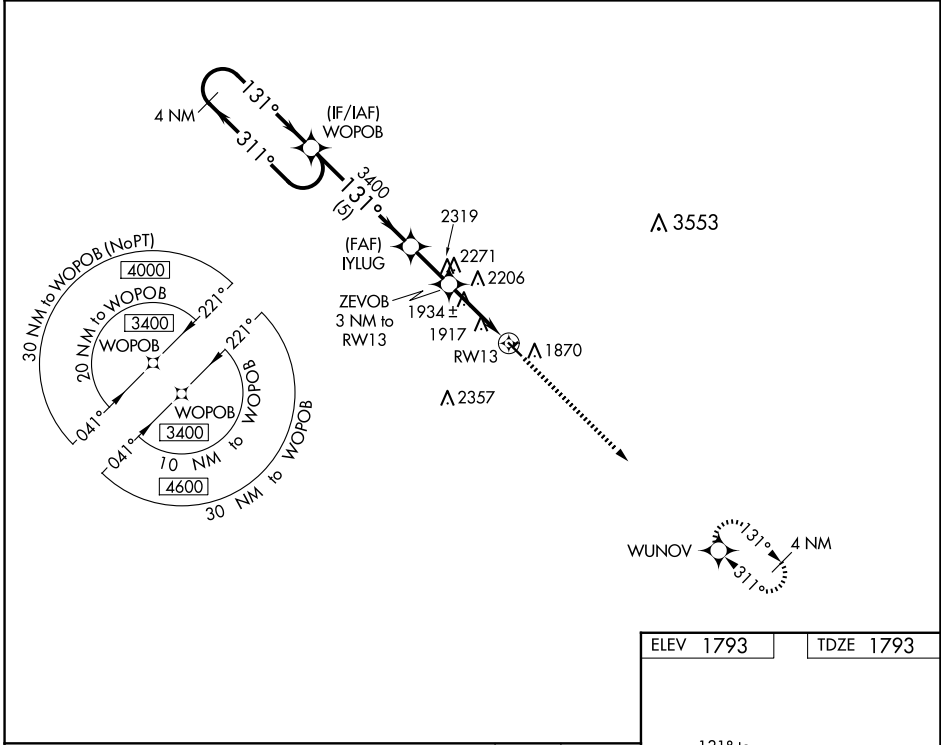 131°
4 NM
311°
(IF/IAF)
WOPOB
3400
131°
(5)
(FAF)
IYLUG
2319
2271
2206
3553
ZEVOB
3 NM to
RW13
1934 ±
1917
RW13
1870
2357
30 NM to WOPOB (NoPT)
4000
20 NM to WOPOB
3400
WOPOB
221°
041°
221°
WOPOB
3400
041°
10 NM to WOPOB
4600
30 NM to WOPOB
WUNOV
131°
4 NM
311°
ELEV 1793
TDZE 1793